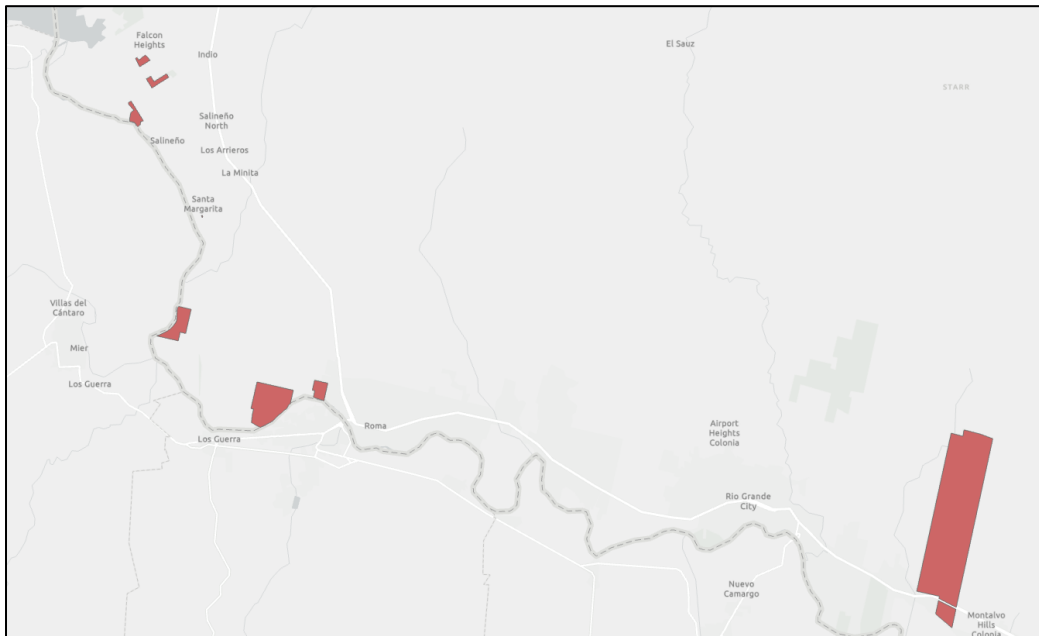 Falcon
Heights
Indio
El Sauz
STARR
Salineño
North
Salineño
Los Arrieros
La Minita
Santa
Margarita
Villas del
Cántaro
Mier
Los Guerra
Los Guerra
Roma
Airport
Heights
Colonia
Rio Grande
City
Nuevo
Camargo
Montalvo
Hills
Colonia